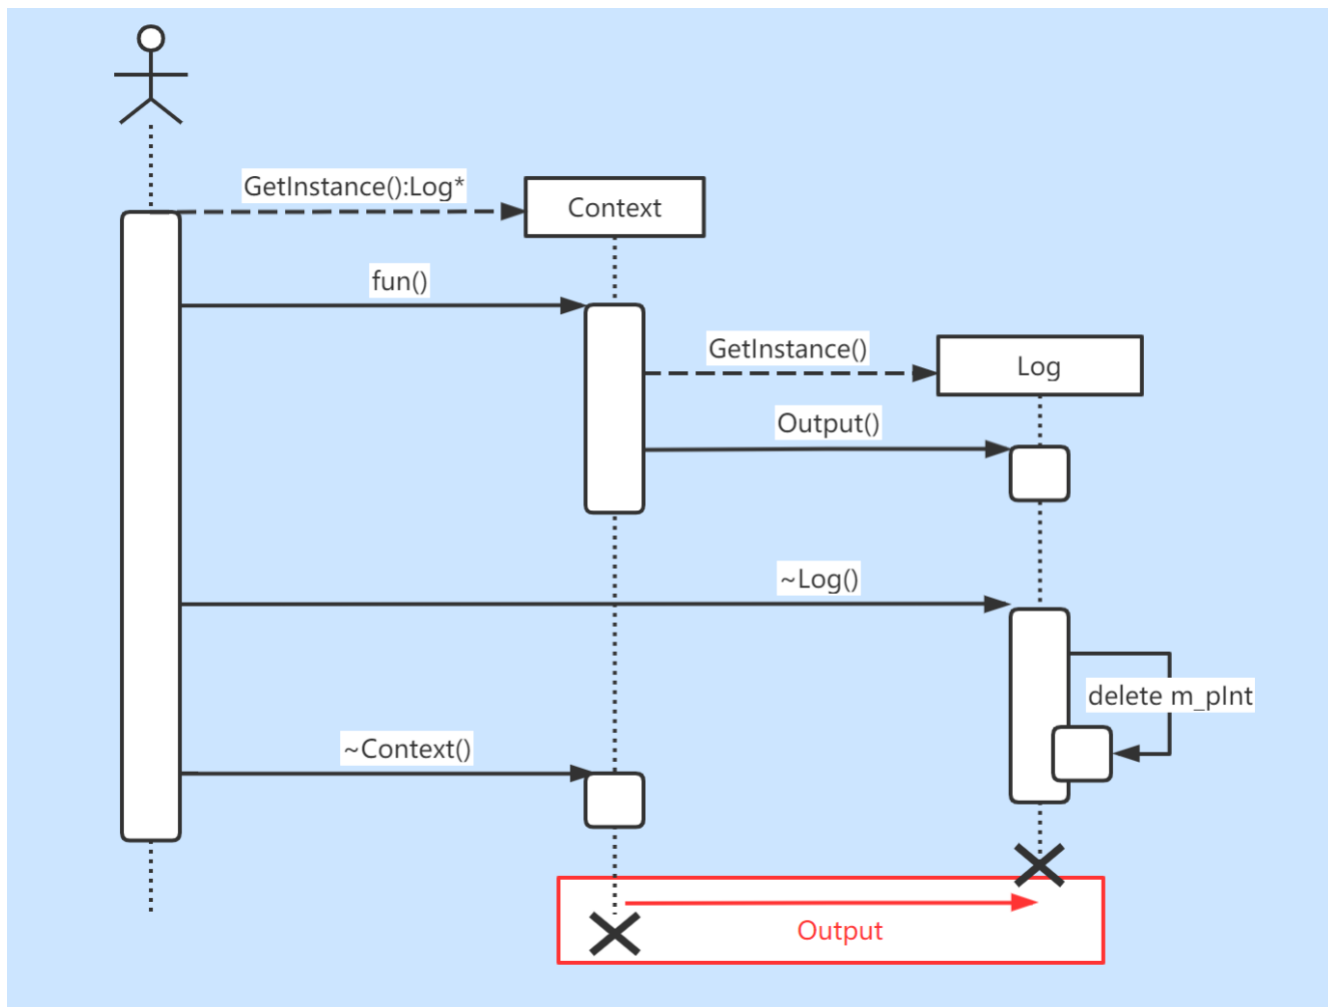 GetInstance():Log*
Context
fun()
GetInstance()
Log
Output()
~Log()
delete m_pInt
~Context()
Output